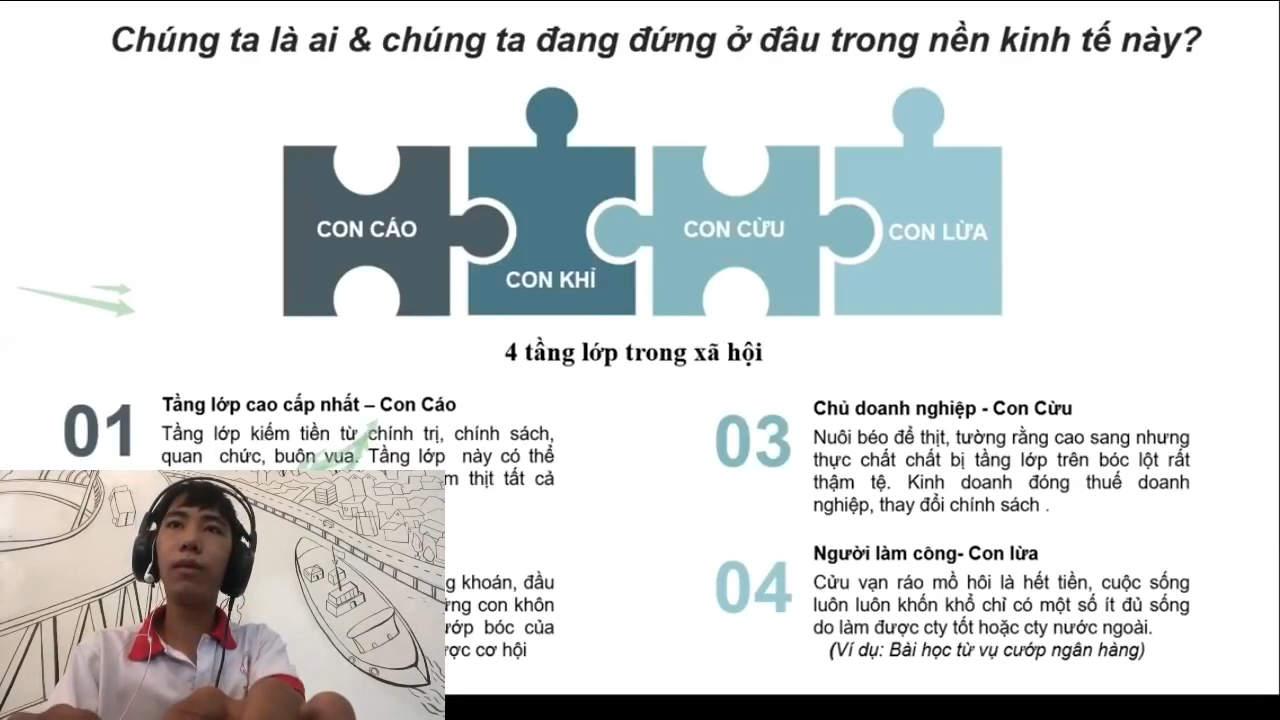 Chúng ta là ai & chúng ta đang đứng ở đâu trong nền kinh tế này?
CON CÁO
CON KHỈ
CON CỪU
CON LỪA
4 tầng lớp trong xã hội
01
Tầng lớp cao cấp nhất – Con Cáo
Tầng lớp kiếm tiền từ chính trị, chính sách,
quan chức, buôn vua. Tầng lớp này có thể
thịt tất cả
g khoán, đầu
con khôn
bóc của
cơ hội
03
Chủ doanh nghiệp - Con Cừu
Nuôi béo để thịt, tường rằng cao sang nhưng
thực chất chất bị tầng lớp trên bóc lột rất
thậm tệ. Kinh doanh đóng thuế doanh
nghiệp, thay đổi chính sách .
04
Người làm công- Con lừa
Cửu vạn ráo mồ hôi là hết tiền, cuộc sống
luôn luôn khốn khổ chỉ có một số ít đủ sống
do làm được cty tốt hoặc cty nước ngoài.
(Ví dụ: Bài học từ vụ cướp ngân hàng)